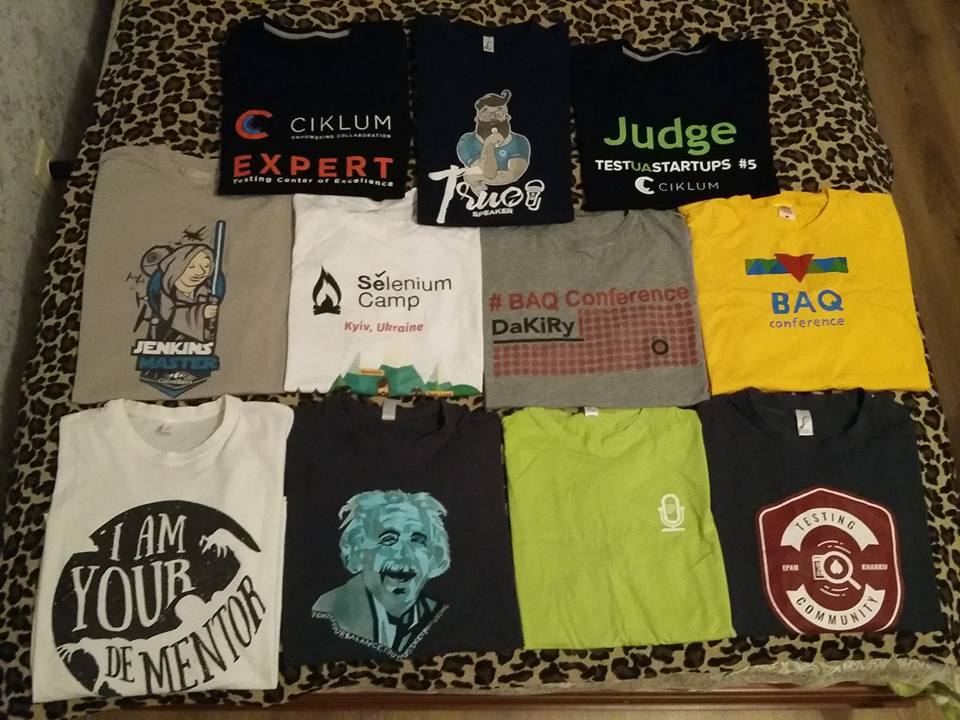 CIKLUM
EMPOWERING COLLABORATION
EXPERT
Testing Center of Excellence
True
SPEAKER
Judge
TESTUASTARTUPS #5
CIKLUM
JENKINS
MASTER
Selenium
Camp
Kyiv, Ukraine
# BAQ Conference
DaKiRy
BAQ
conference
I AM
YOUR
DE MENTOR
TESTING
EPAM KHARKIV
COMMUNITY